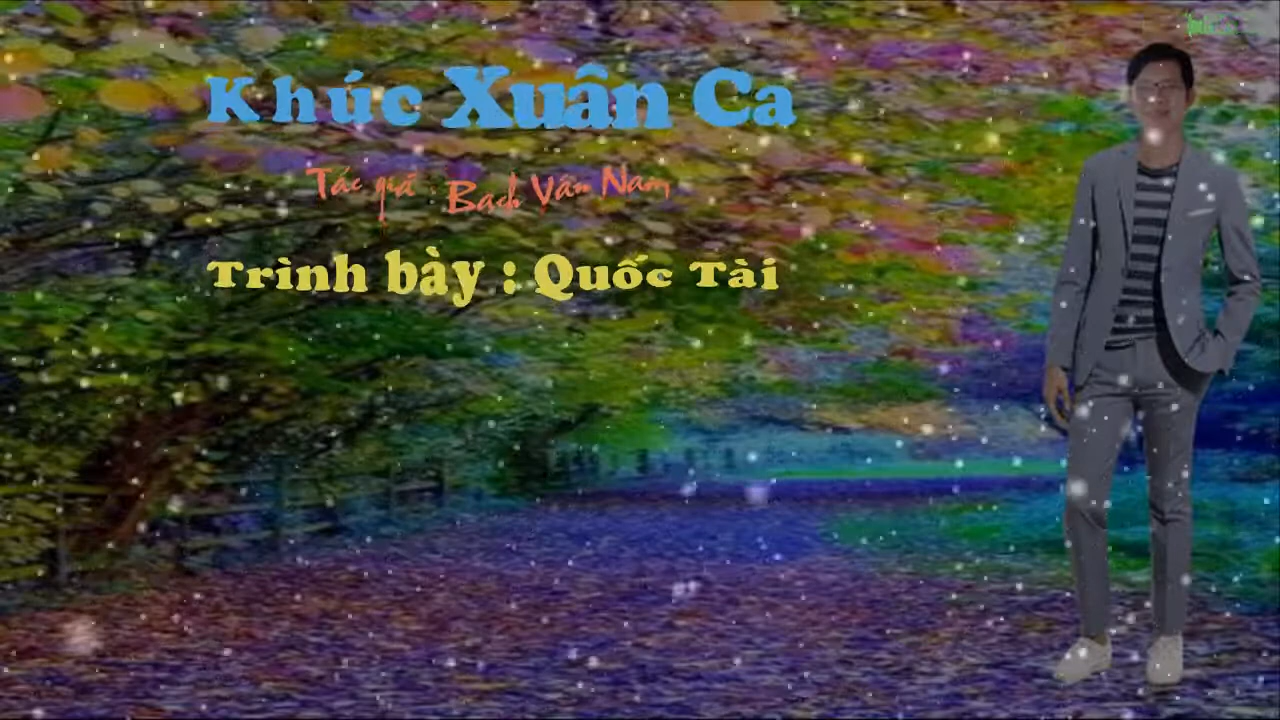 Khúc Xuân Ca
Tác giả : Bạch Vân Nam
Trình bày : Quốc Tài